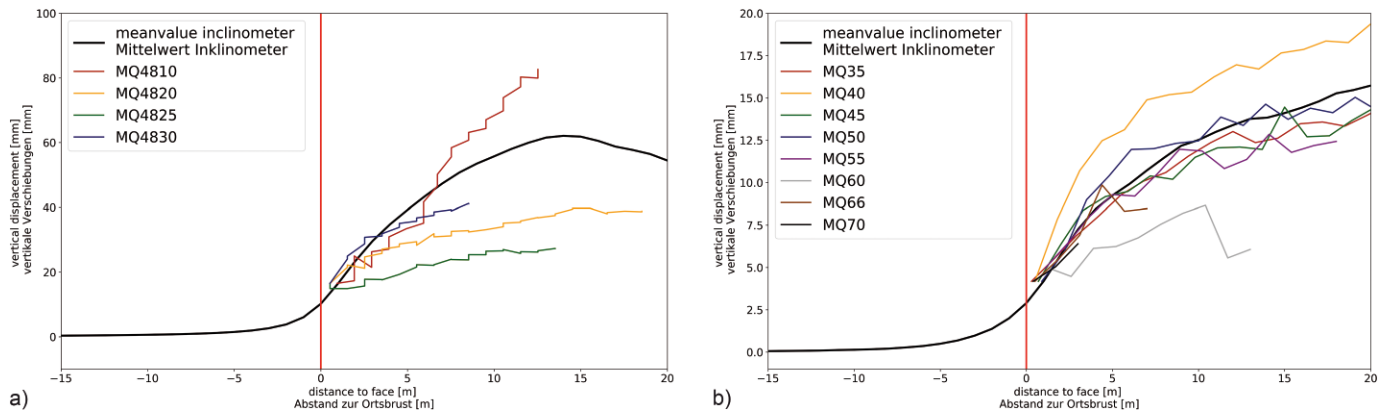 100
80
60
40
20
0
vertical displacement [mm]
vertikale Verschiebungen [mm]
meanvalue inclinometer
Mittelwert Inklinometer
MQ4810
MQ4820
MQ4825
MQ4830
−15
−10
−5
0
5
10
15
20
distance to face [m]
Abstand zur Ortsbrust [m]
a)
20.0
17.5
15.0
12.5
10.0
7.5
5.0
2.5
0.0
vertical displacement [mm]
vertikale Verschiebungen [mm]
meanvalue inclinometer
Mittelwert Inklinometer
MQ35
MQ40
MQ45
MQ50
MQ55
MQ60
MQ66
MQ70
−15
−10
−5
0
5
10
15
20
distance to face [m]
Abstand zur Ortsbrust [m]
b)